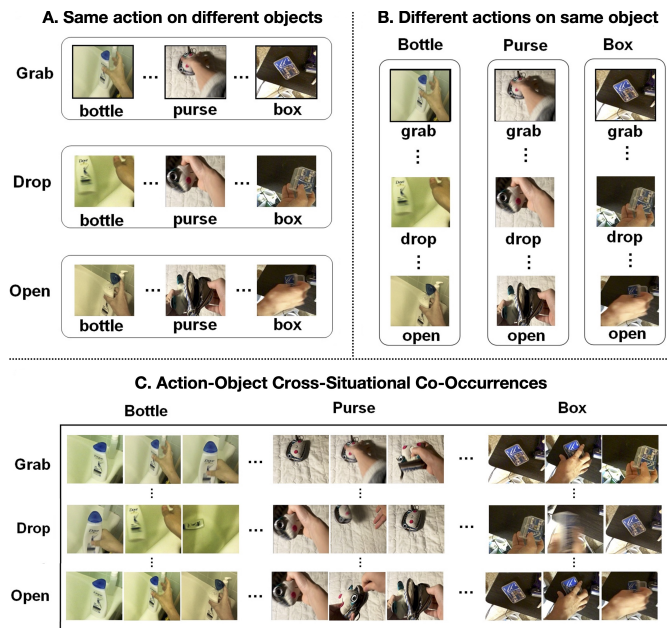 A. Same action on different objects
Grab
... ...
bottle purse box
Drop
... ...
bottle purse box
Open
... ...
bottle purse box
B. Different actions on same object
Bottle Purse Box
grab grab grab
⋮ ⋮ ⋮
drop drop drop
⋮ ⋮ ⋮
open open open
C. Action-Object Cross-Situational Co-Occurrences
Bottle Purse Box
Grab ... ...
⋮ ⋮ ⋮
Drop ... ...
⋮ ⋮ ⋮
Open ... ...